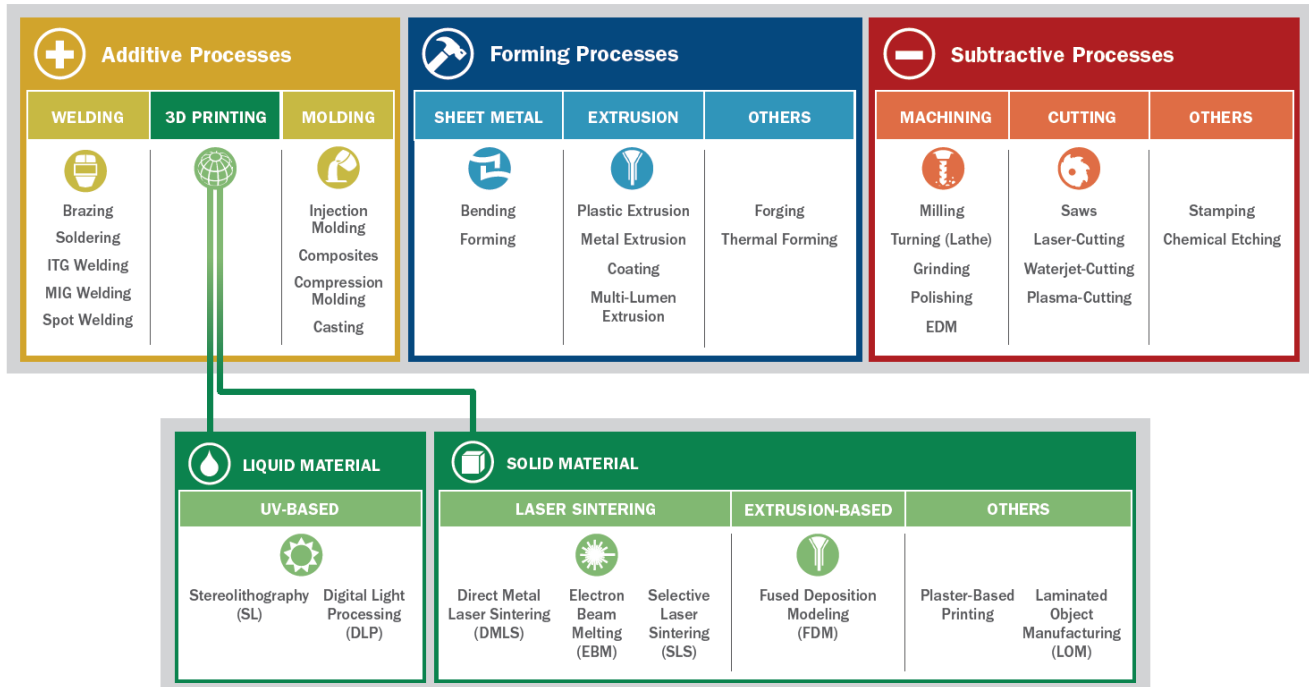 Additive Processes
WELDING
Brazing
Soldering
ITG Welding
MIG Welding
Spot Welding
3D PRINTING
MOLDING
Injection
Molding
Composites
Compression
Molding
Casting
Forming Processes
SHEET METAL
Bending
Forming
EXTRUSION
Plastic Extrusion
Metal Extrusion
Coating
Multi-Lumen
Extrusion
OTHERS
Forging
Thermal Forming
Subtractive Processes
MACHINING
Milling
Turning (Lathe)
Grinding
Polishing
EDM
CUTTING
Saws
Laser-Cutting
Waterjet-Cutting
Plasma-Cutting
OTHERS
Stamping
Chemical Etching
LIQUID MATERIAL
UV-BASED
Stereolithography
(SL)
Digital Light
Processing
(DLP)
SOLID MATERIAL
LASER SINTERING
Direct Metal
Laser Sintering
(DMLS)
Electron
Beam
Melting
(EBM)
Selective
Laser
Sintering
(SLS)
EXTRUSION-BASED
Fused Deposition
Modeling
(FDM)
OTHERS
Plaster-Based
Printing
Laminated
Object
Manufacturing
(LOM)